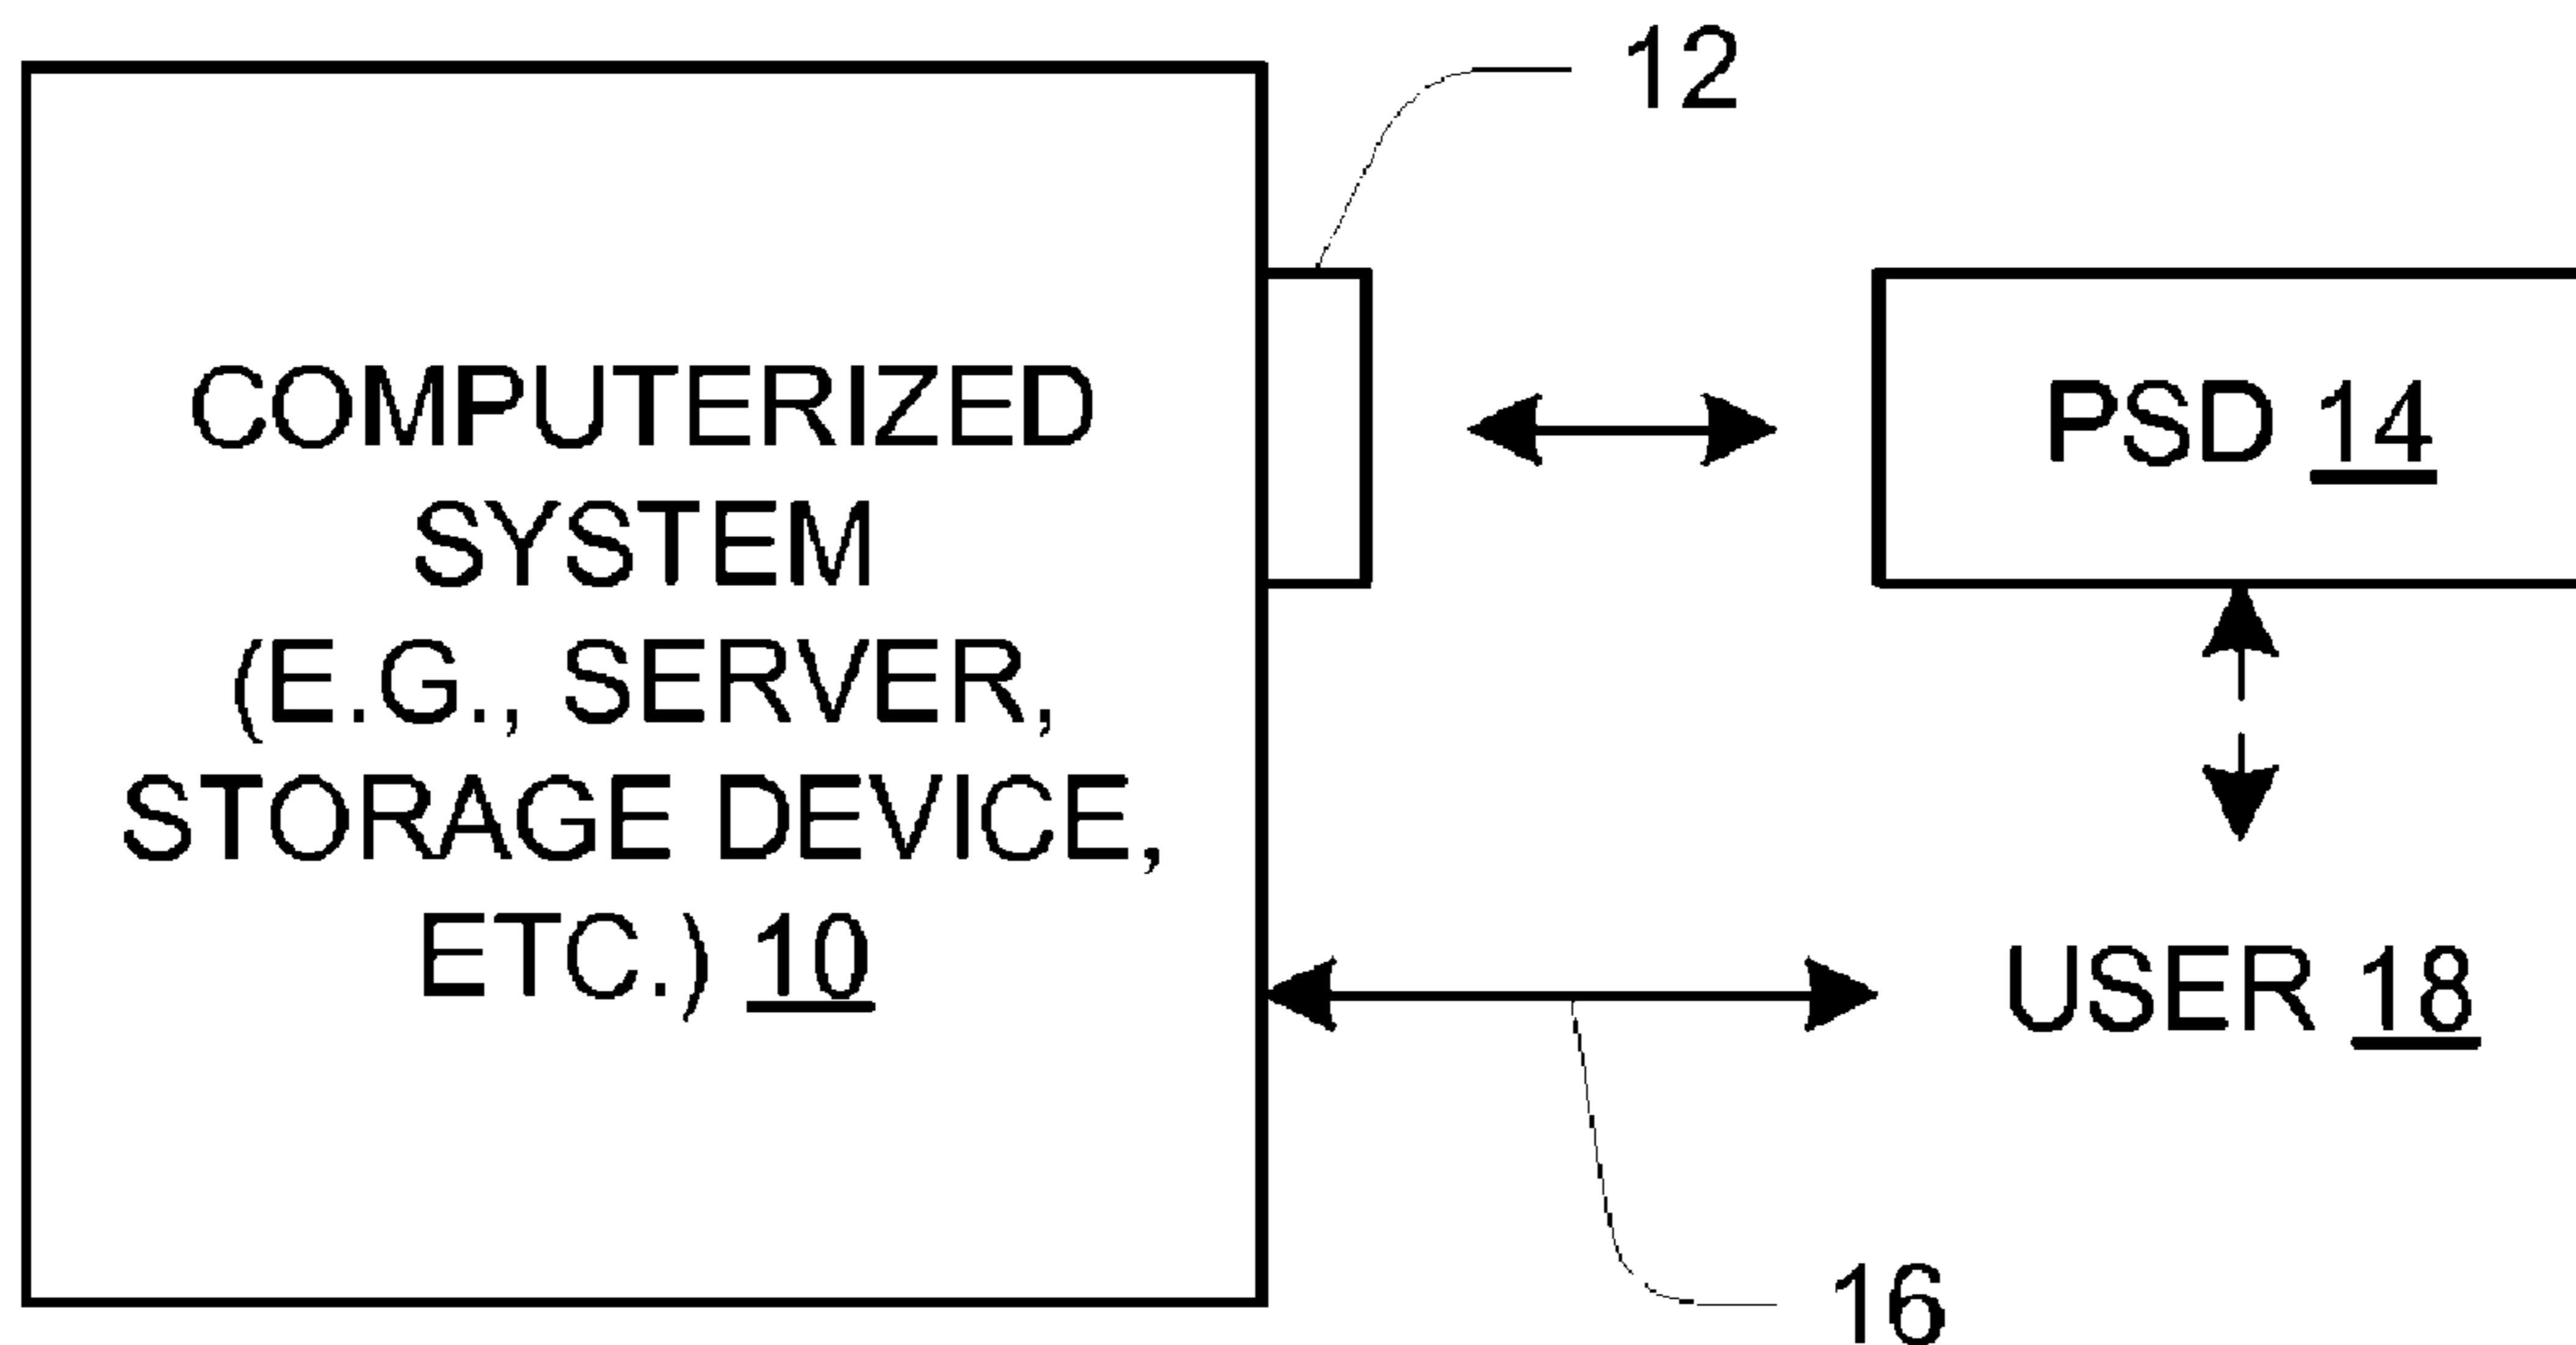 12
COMPUTERIZED
SYSTEM
(E.G., SERVER,
STORAGE DEVICE,
ETC.) 10
PSD 14
USER 18
16